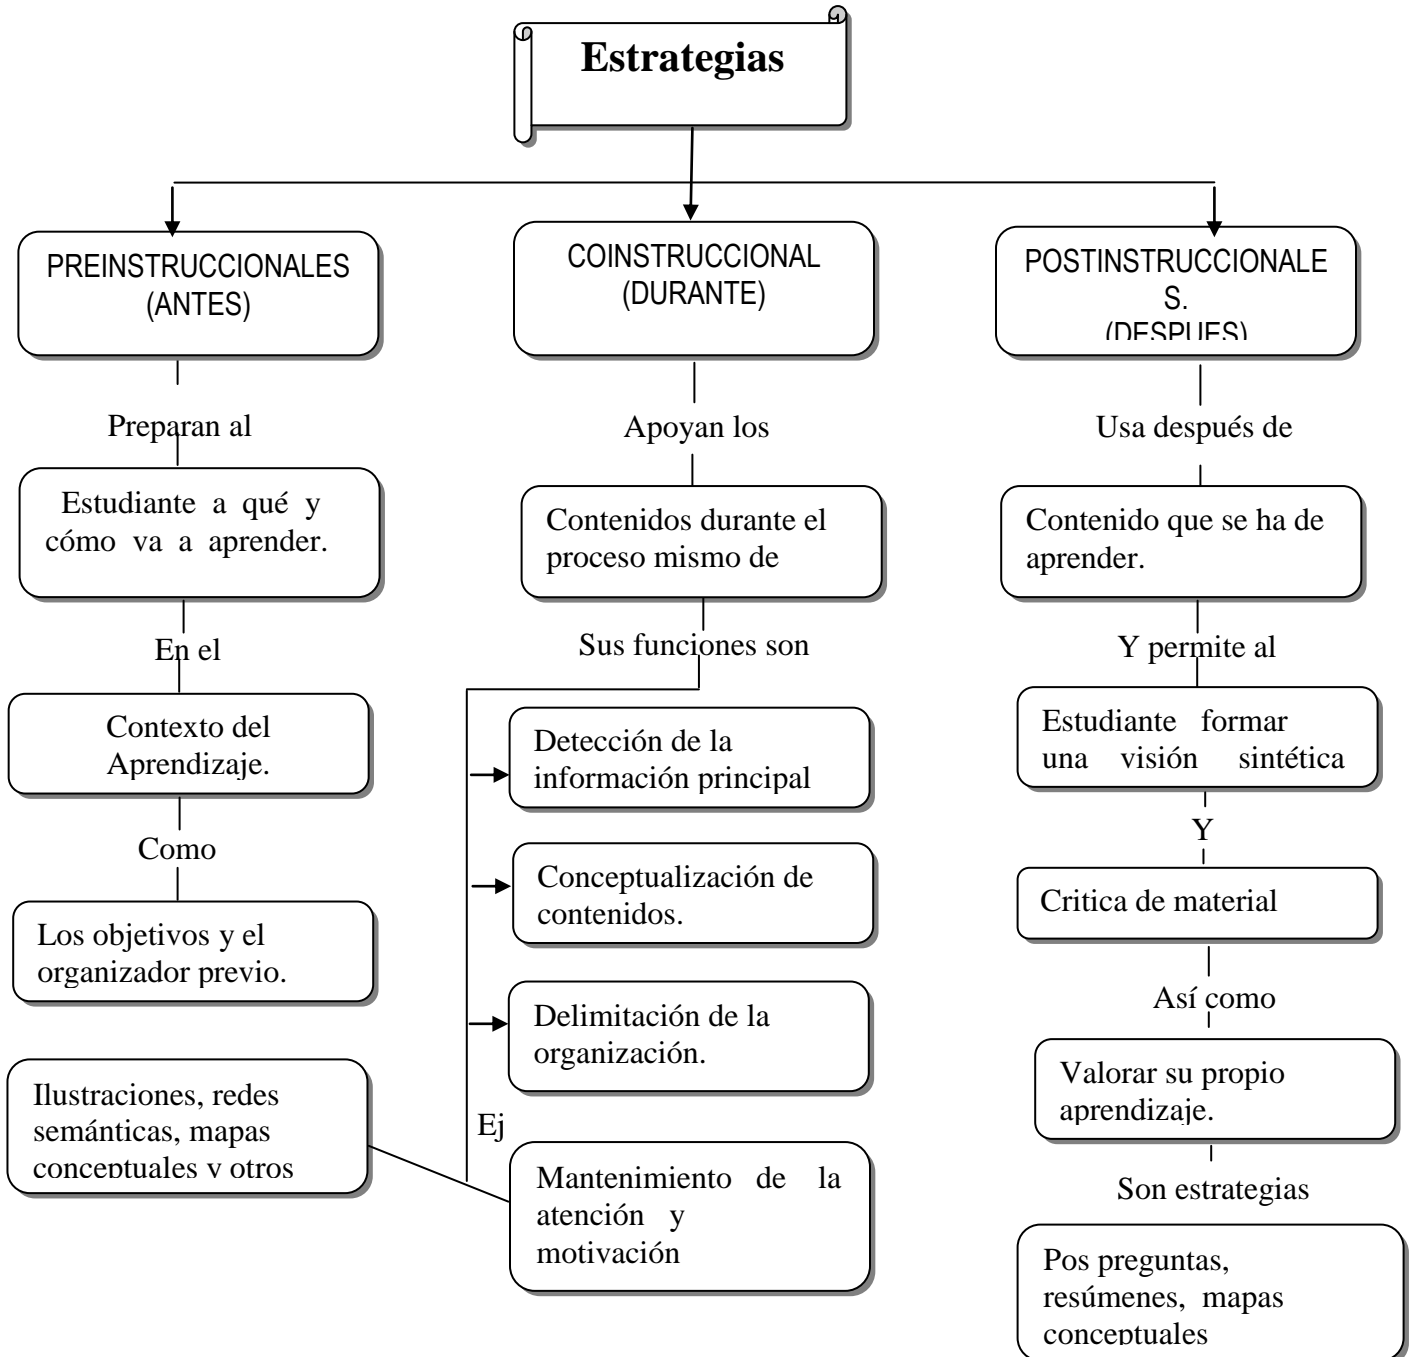 Estrategias
PREINSTRUCCIONALES
(ANTES)
Preparan al
Estudiante a qué y
cómo va a aprender.
En el
Contexto del
Aprendizaje.
Como
Los objetivos y el
organizador previo.
Ilustraciones, redes
semánticas, mapas
conceptuales y otros
COINSTRUCCIONAL
(DURANTE)
Apoyan los
Contenidos durante el
proceso mismo de
Sus funciones son
Detección de la
información principal
Conceptualización de
contenidos.
Delimitación de la
organización.
Ej
Mantenimiento de la
atención y
motivación
POSTINSTRUCCIONALE
S.
(DESPUES)
Usa después de
Contenido que se ha de
aprender.
Y permite al
Estudiante formar
una visión sintética
Y
Critica de material
Así como
Valorar su propio
aprendizaje.
Son estrategias
Pos preguntas,
resúmenes, mapas
conceptuales